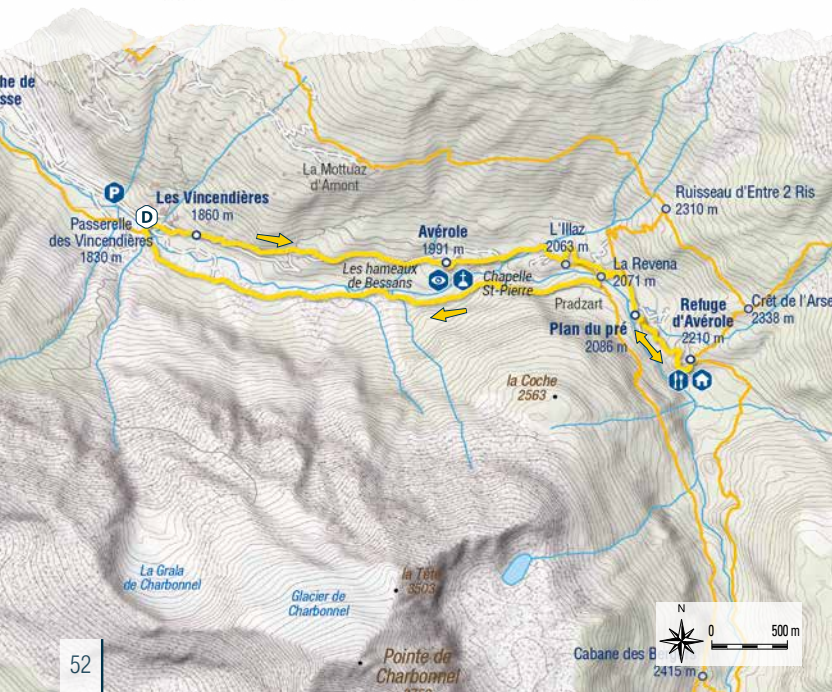 he de
sse
La Mottuaz
d'Amont
P
Les Vincendières
1860 m
D
Passerelle
des Vincendières
1830 m
Avérole
1991 m
L'Illaz
2063 m
Ruisseau d'Entre 2 Ris
2310 m
Les hameaux
de Bessans
Chapelle
St-Pierre
La Revena
2071 m
Pradzart
Plan du pré
2086 m
Refuge
d'Avérole
2210 m
Crêt de l'Arse
2338 m
la Coche
2563
La Grala
de Charbonnel
Glacier de
Charbonnel
la Tête
3503
Pointe de
Charbonnel
Cabane des
2415 m
N
0 500 m
52